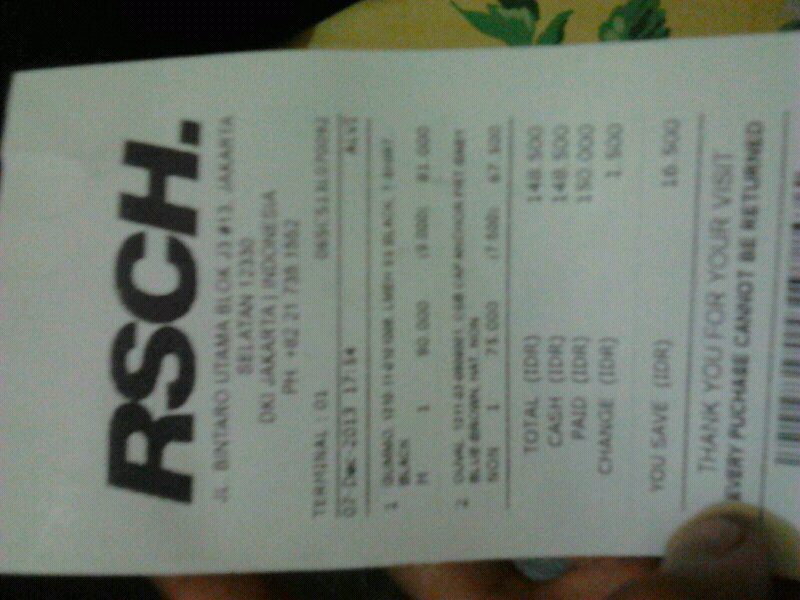 RSCH.
JL. BINTARO UTAMA BLOK J3 #13, JAKARTA
SELATAN 12330
DKI JAKARTA | INDONESIA
PH +62 21 738 1552
TERMINAL : 01
07-Dec-2013 17:14 ALVI
1 BLACK, T-SHIRT,
BLACK
M 1 90.000 (9.000) 81.000
2
BLUE-BROWN, HAT, NON
NON 1 75.000 (7.500) 67.500
TOTAL (IDR) 148.500
CASH (IDR) 148.500
PAID (IDR) 150.000
CHANGE (IDR) 1.500
YOU SAVE (IDR) 16.500
THANK YOU FOR YOUR VISIT
EVERY PUCHASE CANNOT BE RETURNED